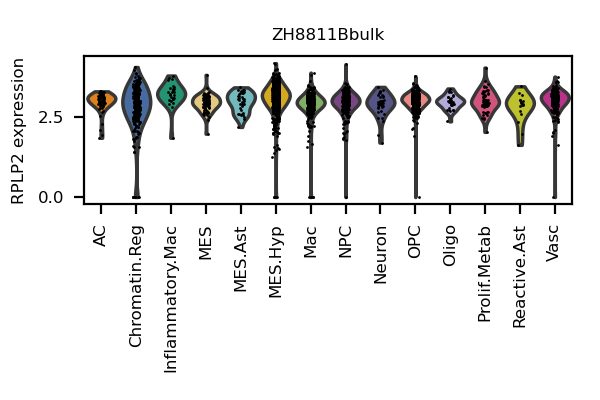 ZH8811Bbulk
RPLP2 expression
2.5
0.0
AC
Chromatin.Reg
Inflammatory.Mac
MES
MES.Ast
MES.Hyp
Mac
NPC
Neuron
OPC
Oligo
Prolif.Metab
Reactive.Ast
Vasc